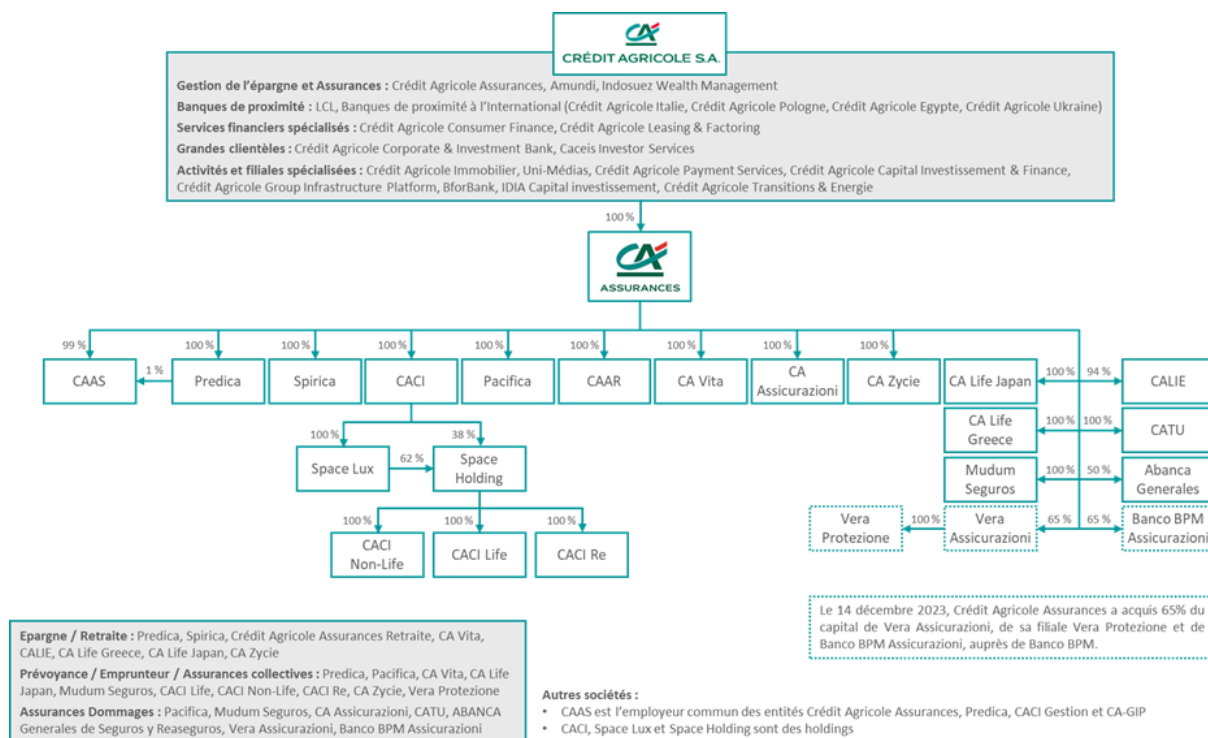 CRÉDIT AGRICOLE S.A.
Gestion de l'épargne et Assurances : Crédit Agricole Assurances, Amundi, Indosuez Wealth Management
Banques de proximité : LCL, Banques de proximité à l'International (Crédit Agricole Italie, Crédit Agricole Pologne, Crédit Agricole Egypte, Crédit Agricole Ukraine)
Services financiers spécialisés : Crédit Agricole Consumer Finance, Crédit Agricole Leasing & Factoring
Grandes clientèles : Crédit Agricole Corporate & Investment Bank, Caceis Investor Services
Activités et filiales spécialisées : Crédit Agricole Immobilier, Uni-Médias, Crédit Agricole Payment Services, Crédit Agricole Capital Investissement & Finance,
Crédit Agricole Group Infrastructure Platform, BforBank, IDIA Capital investissement, Crédit Agricole Transitions & Energie
100 %
CA
ASSURANCES
99 % 100 % 100 % 100 % 100 % 100 % 100 % 100 % 100 %
CAAS 1 % Predica Spirica CACI Pacifica CAAR CA Vita CA Assicurazioni CA Zycie
CA Life Japan 100 % 94 % CALIE
CA Life Greece 100 % 100 % CATU
100 % 38 %
Space Lux 62 % Space Holding
Mudum Seguros 100 % 50 % Abanca Generales
Vera Protezione 100 % Vera Assicurazioni 65 % 65 % Banco BPM Assicurazioni
100 % 100 % 100 %
CACI Non-Life CACI Life CACI Re
Le 14 décembre 2023, Crédit Agricole Assurances a acquis 65% du
capital de Vera Assicurazioni, de sa filiale Vera Protezione et de
Banco BPM Assicurazioni, auprès de Banco BPM.
Epargne / Retraite : Predica, Spirica, Crédit Agricole Assurances Retraite, CA Vita,
CALIE, CA Life Greece, CA Life Japan, CA Zycie
Prévoyance / Emprunteur / Assurances collectives : Predica, Pacifica, CA Vita, CA Life
Japan, Mudum Seguros, CACI Life, CACI Non-Life, CACI Re, CA Zycie, Vera Protezione
Assurances Dommages : Pacifica, Mudum Seguros, CA Assicurazioni, CATU, ABANCA
Generales de Seguros y Reaseguros, Vera Assicurazioni, Banco BPM Assicurazioni
Autres sociétés :
• CAAS est l'employeur commun des entités Crédit Agricole Assurances, Predica, CACI Gestion et CA-GIP
• CACI, Space Lux et Space Holding sont des holdings